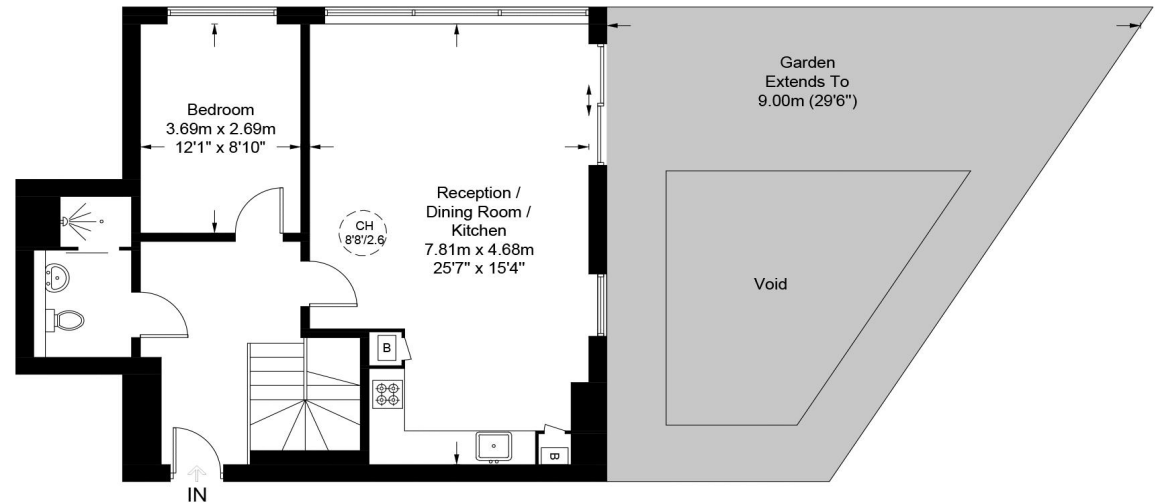 Bedroom
3.69m x 2.69m
12'1" x 8'10"
Garden
Extends To
9.00m (29'6")
Reception /
Dining Room /
Kitchen
7.81m x 4.68m
25'7" x 15'4"
CH
8'8'/2.6
Void
B
B
IN